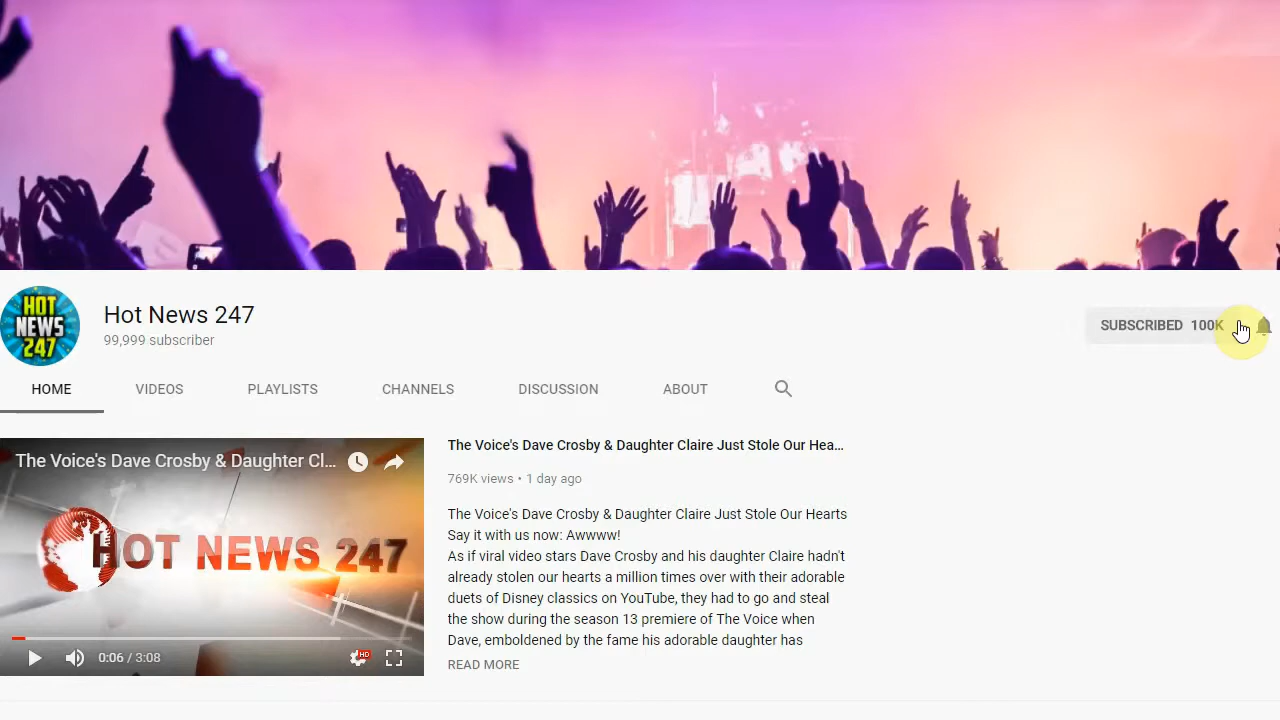 HOT
NEWS
247
Hot News 247
99,999 subscriber
SUBSCRIBED 100K
HOME VIDEOS PLAYLISTS CHANNELS DISCUSSION ABOUT
The Voice's Dave Crosby & Daughter Cl...
HOT NEWS 247
0:06 / 3:08
HD
The Voice's Dave Crosby & Daughter Claire Just Stole Our Hea...
769K views • 1 day ago
The Voice's Dave Crosby & Daughter Claire Just Stole Our Hearts
Say it with us now: Awwww!
As if viral video stars Dave Crosby and his daughter Claire hadn't
already stolen our hearts a million times over with their adorable
duets of Disney classics on YouTube, they had to go and steal
the show during the season 13 premiere of The Voice when
Dave, emboldened by the fame his adorable daughter has
READ MORE